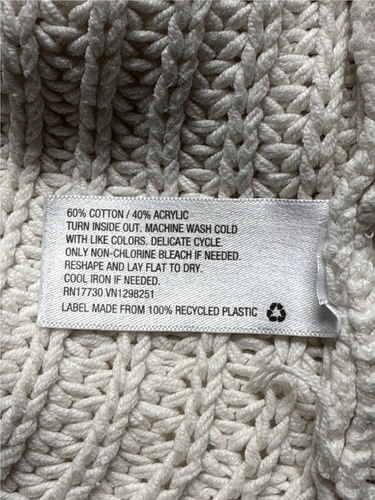 60% COTTON / 40% ACRYLIC
TURN INSIDE OUT. MACHINE WASH COLD
WITH LIKE COLORS. DELICATE CYCLE.
ONLY NON-CHLORINE BLEACH IF NEEDED.
RESHAPE AND LAY FLAT TO DRY.
COOL IRON IF NEEDED.
RN17730 VN1298251
LABEL MADE FROM 100% RECYCLED PLASTIC